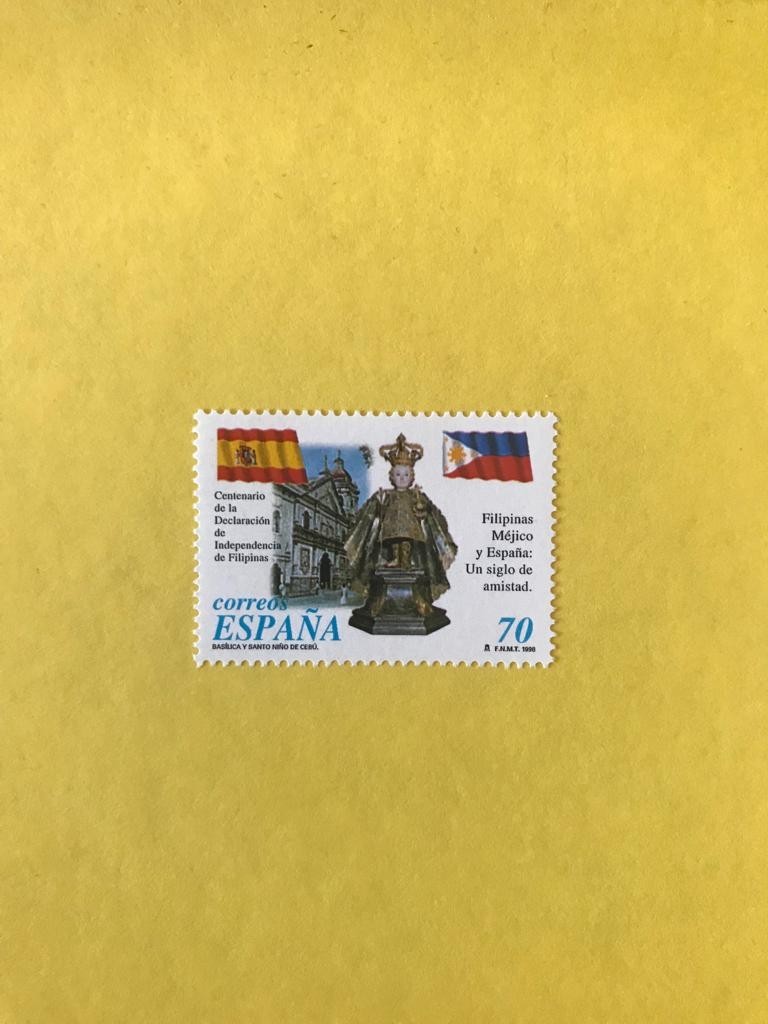 Centenario
de la
Declaración
de
Independencia
de Filipinas
Filipinas
Méjico
y España:
Un siglo de
amistad.
correos
ESPAÑA
70
BASÍLICA Y SANTO NIÑO DE CEBÚ.
F.N.M.T. 1998